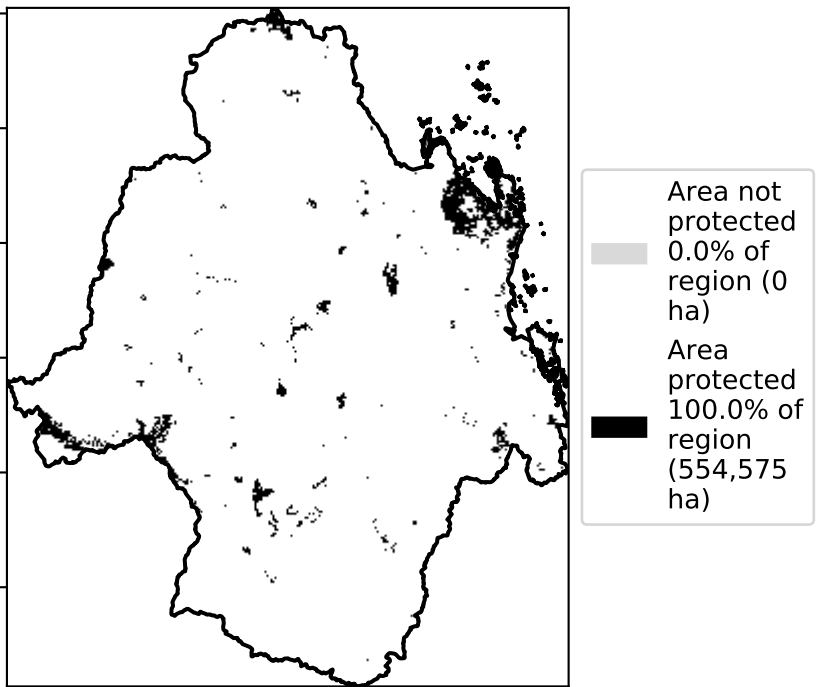 Area not
protected
0.0% of
region (0
ha)
Area
protected
100.0% of
region
(554,575
ha)